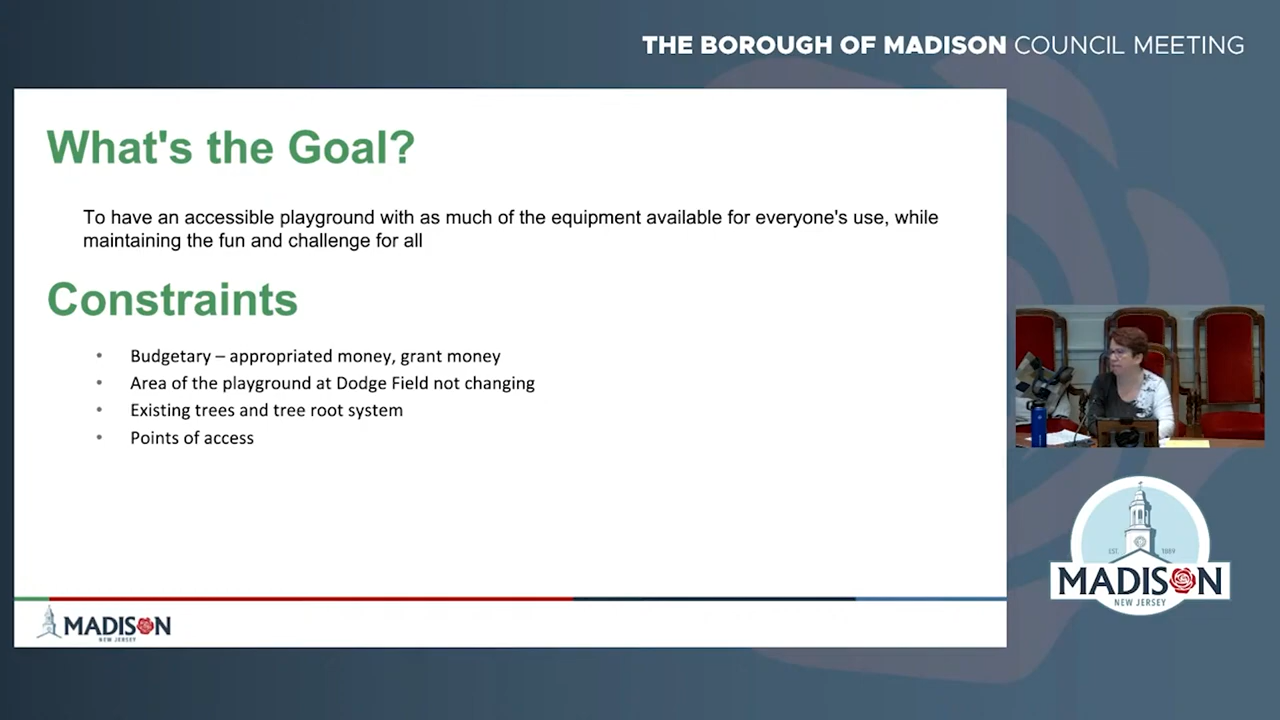 THE BOROUGH OF MADISON COUNCIL MEETING
What's the Goal?
To have an accessible playground with as much of the equipment available for everyone's use, while
maintaining the fun and challenge for all
Constraints
• Budgetary – appropriated money, grant money
• Area of the playground at Dodge Field not changing
• Existing trees and tree root system
• Points of access
MADISON
NEW JERSEY
EST. 1889
MADISON
NEW JERSEY